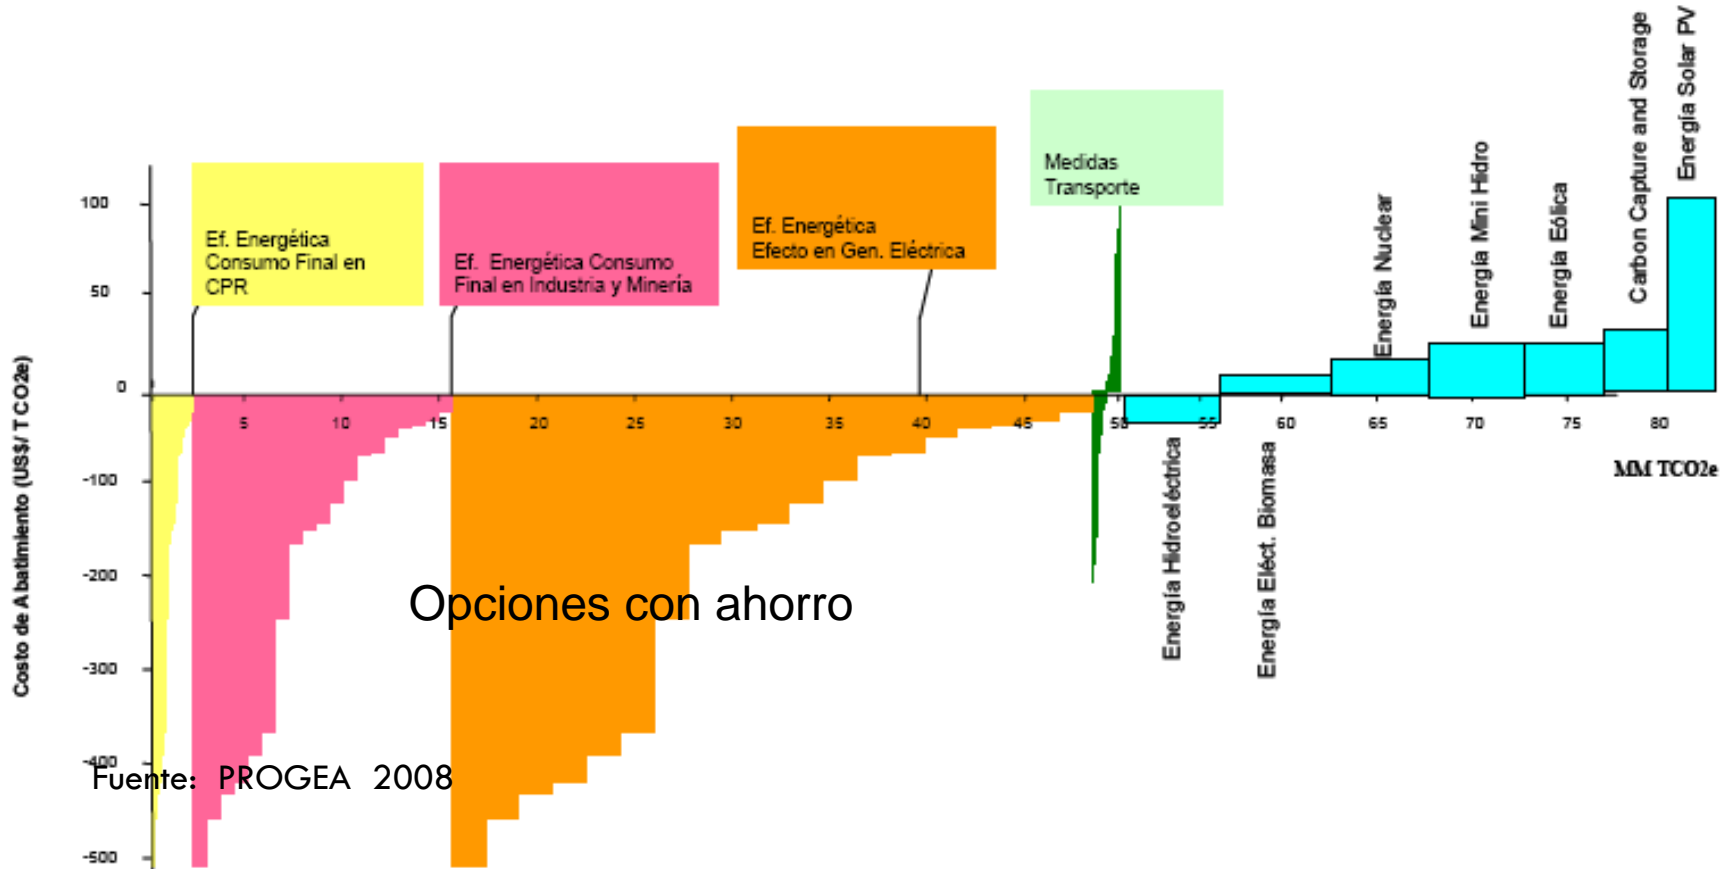 Costo de Abatimiento (US$/ TCO2e)
100
50
0
-100
-200
-300
-400
-500
Ef. Energética
Consumo Final en
CPR
Ef. Energética Consumo
Final en Industria y Minería
Ef. Energética
Efecto en Gen. Eléctrica
Medidas
Transporte
Energía Nuclear
Energía Mini Hidro
Energía Eólica
Carbon Capture and Storage
Energía Solar PV
5
10
15
20
25
30
35
40
45
50
55
60
65
70
75
80
MM TCO2e
Energía Hidroeléctrica
Energía Eléct. Biomasa
Opciones con ahorro
Fuente: PROGEA 2008